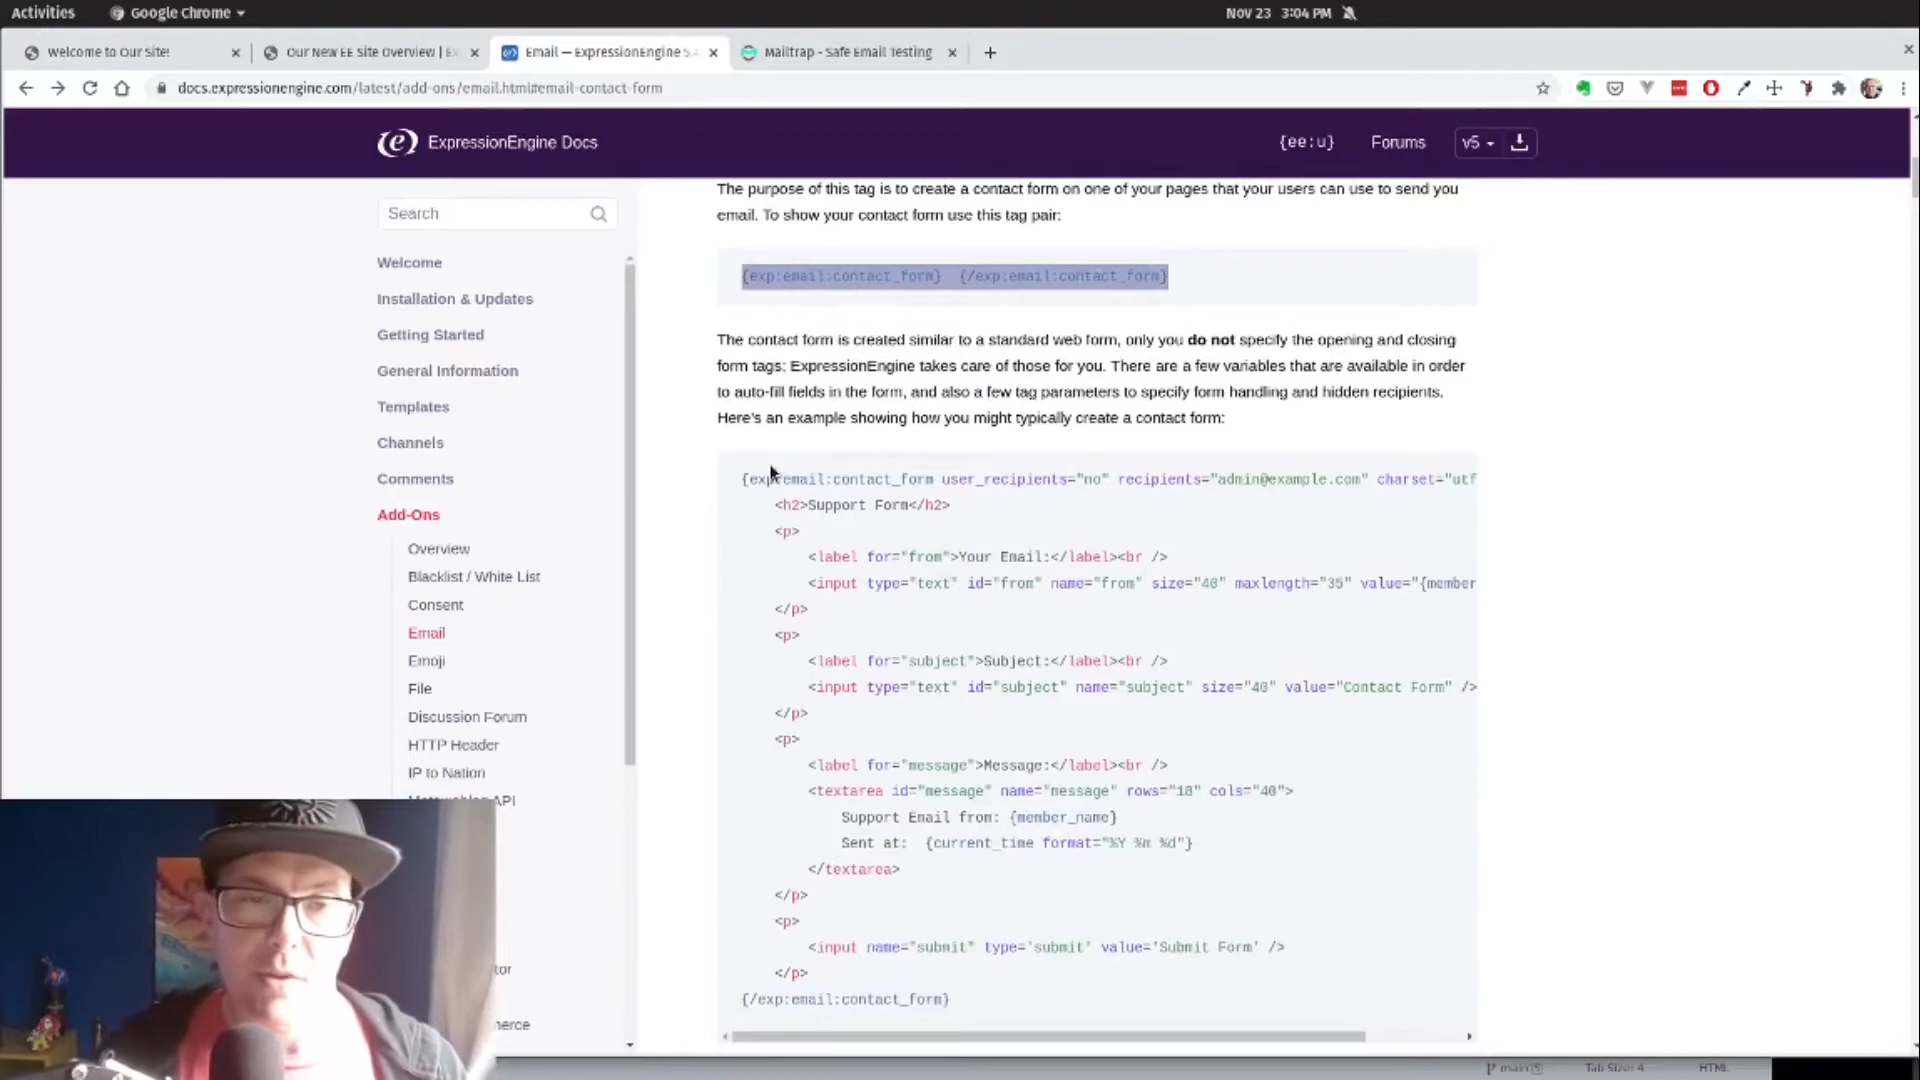 Activities
Google Chrome
Nov 23 3:04 PM
Welcome to Our Site!
Our New EE Site Overview | Ex
Email — ExpressionEngine 5.
Mailtrap - Safe Email Testing
docs.expressionengine.com/latest/add-ons/email.html#email-contact-form
ExpressionEngine Docs
{ee:u}
Forums
v5
Search
Welcome
Installation & Updates
Getting Started
General Information
Templates
Channels
Comments
Add-Ons
Overview
Blacklist / White List
Consent
Email
Emoji
File
Discussion Forum
HTTP Header
IP to Nation
API
tor
nerce
The purpose of this tag is to create a contact form on one of your pages that your users can use to send you
email. To show your contact form use this tag pair:
{exp:email:contact_form} {/exp:email:contact_form}
The contact form is created similar to a standard web form, only you do not specify the opening and closing
form tags; ExpressionEngine takes care of those for you. There are a few variables that are available in order
to auto-fill fields in the form, and also a few tag parameters to specify form handling and hidden recipients.
Here's an example showing how you might typically create a contact form:
{exp:email:contact_form user_recipients="no" recipients="admin@example.com" charset="utf
<h2>Support Form</h2>
<p>
<label for="from">Your Email:</label><br />
<input type="text" id="from" name="from" size="40" maxlength="35" value="{member
</p>
<p>
<label for="subject">Subject:</label><br />
<input type="text" id="subject" name="subject" size="40" value="Contact Form" />
</p>
<p>
<label for="message">Message:</label><br />
<textarea id="message" name="message" rows="18" cols="40">
Support Email from: {member_name}
Sent at: {current_time format="%Y %m %d"}
</textarea>
</p>
<p>
<input name="submit" type='submit' value='Submit Form' />
</p>
{/exp:email:contact_form}
main
Tab Size: 4
HTML